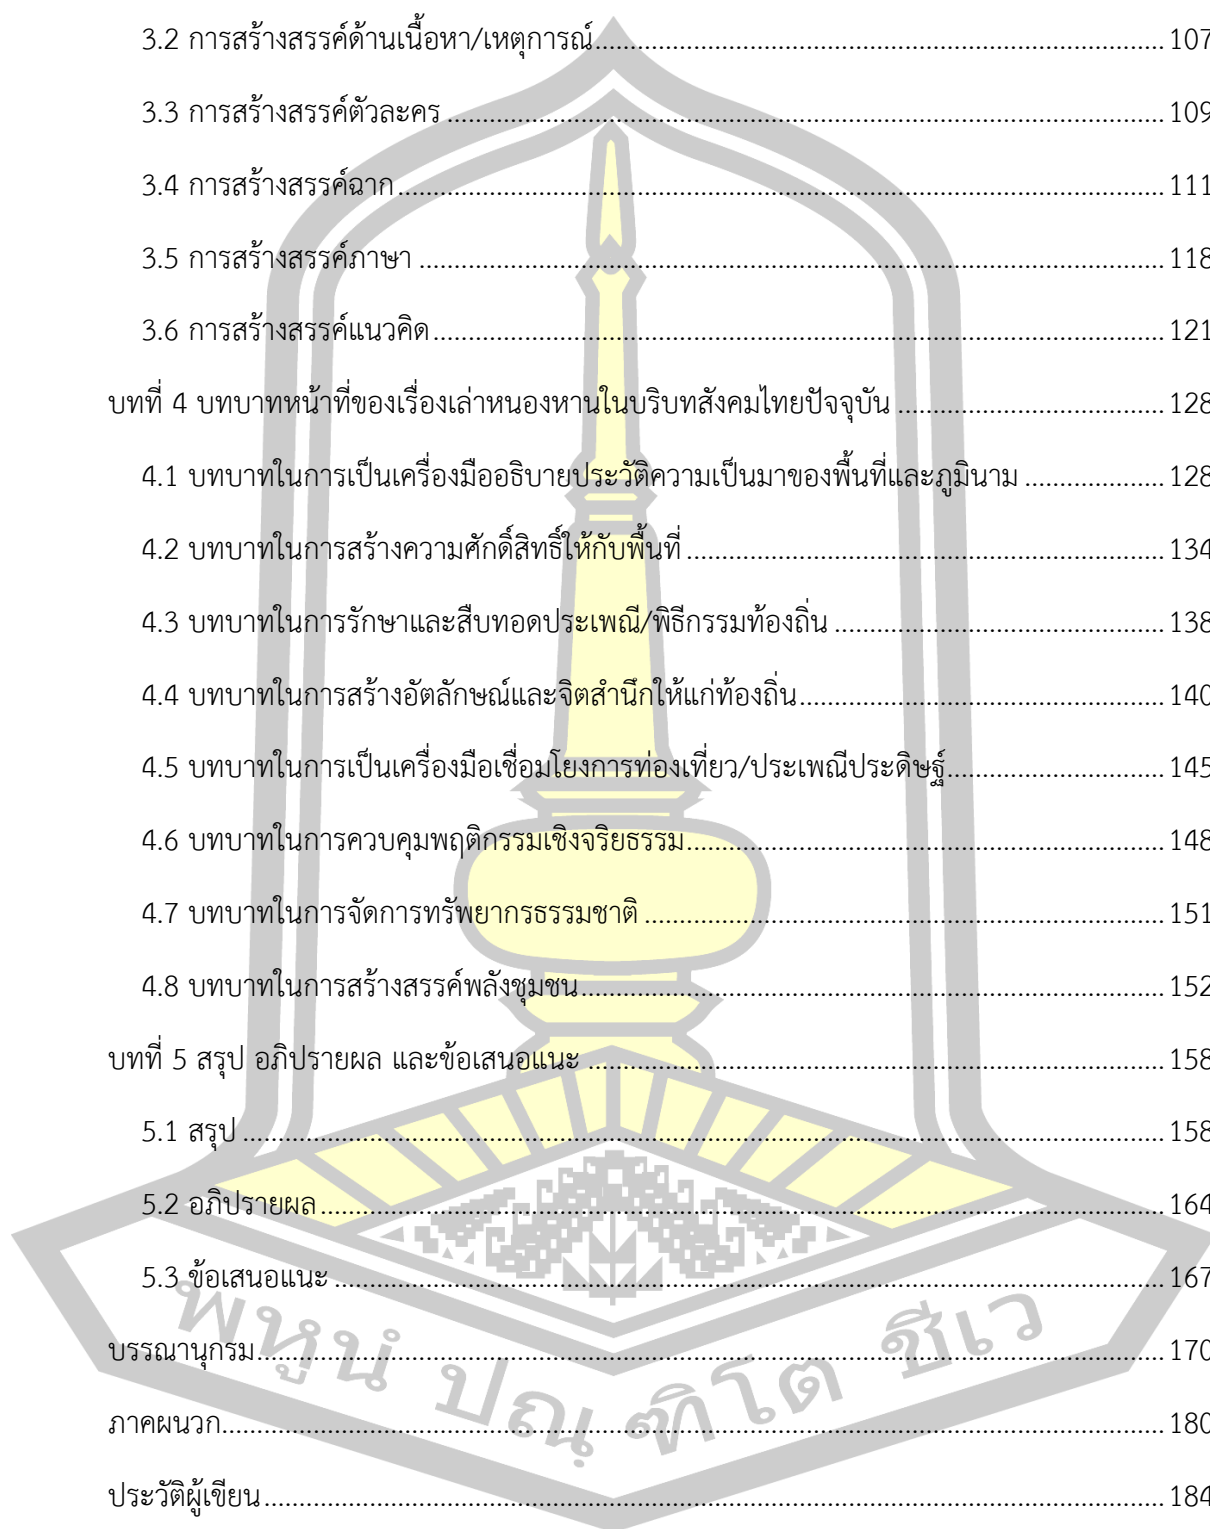 3.2 การสร้างสรรค์ด้านเนื้อหา/เหตุการณ์ 107
3.3 การสร้างสรรค์ตัวละคร 109
3.4 การสร้างสรรค์ฉาก 111
3.5 การสร้างสรรค์ภาษา 118
3.6 การสร้างสรรค์แนวคิด 121
บทที่ 4 บทบาทหน้าที่ของเรื่องเล่าหนองหานในบริบทสังคมไทยปัจจุบัน 128
4.1 บทบาทในการเป็นเครื่องมืออธิบายประวัติความเป็นมาของพื้นที่และภูมินาม 128
4.2 บทบาทในการสร้างความศักดิ์สิทธิ์ให้กับพื้นที่ 134
4.3 บทบาทในการรักษาและสืบทอดประเพณี/พิธีกรรมท้องถิ่น 138
4.4 บทบาทในการสร้างอัตลักษณ์และจิตสำนึกให้แก่ท้องถิ่น 140
4.5 บทบาทในการเป็นเครื่องมือเชื่อมโยงการท่องเที่ยว/ประเพณีประดิษฐ์ 145
4.6 บทบาทในการควบคุมพฤติกรรมเชิงจริยธรรม 148
4.7 บทบาทในการจัดการทรัพยากรธรรมชาติ 151
4.8 บทบาทในการสร้างสรรค์พลังชุมชน 152
บทที่ 5 สรุป อภิปรายผล และข้อเสนอแนะ 158
5.1 สรุป 158
5.2 อภิปรายผล 164
5.3 ข้อเสนอแนะ 167
บรรณานุกรม 170
ภาคผนวก 180
ประวัติผู้เขียน 184
พหูนํ ปณฺฑิโต ชีเว